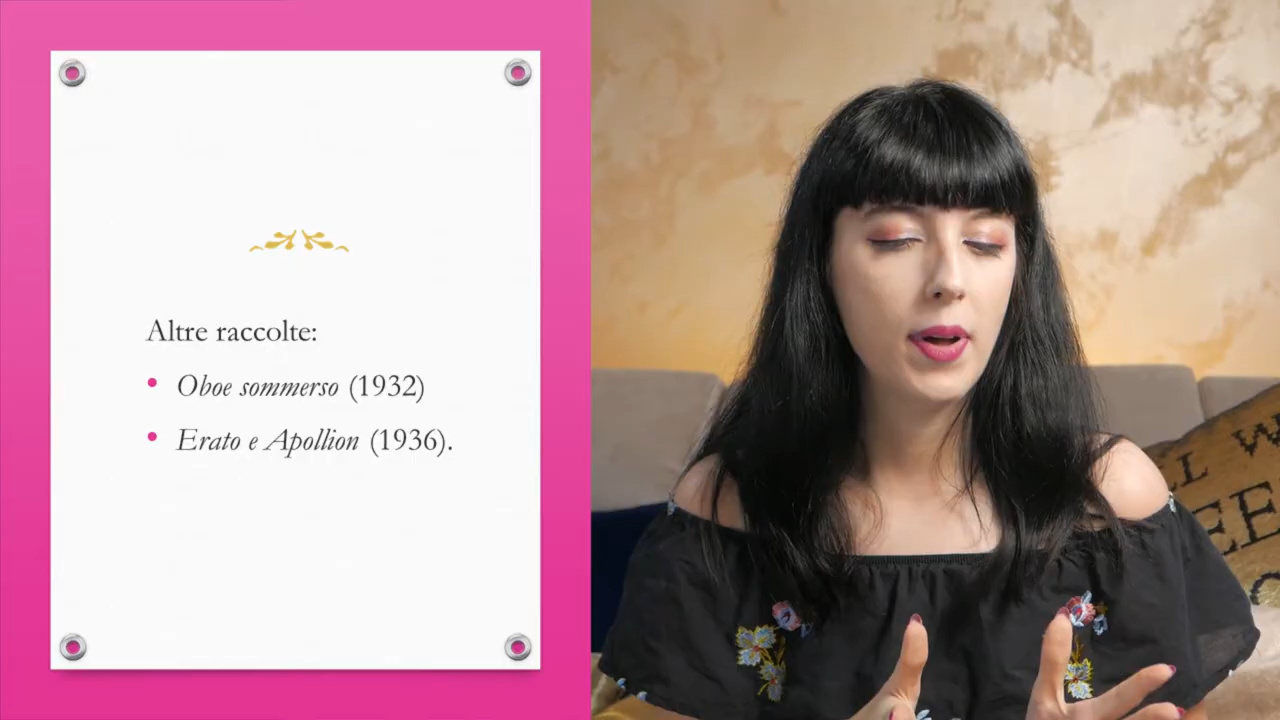 Altre raccolte:
• Oboe sommerso (1932)
• Erato e Apollion (1936).